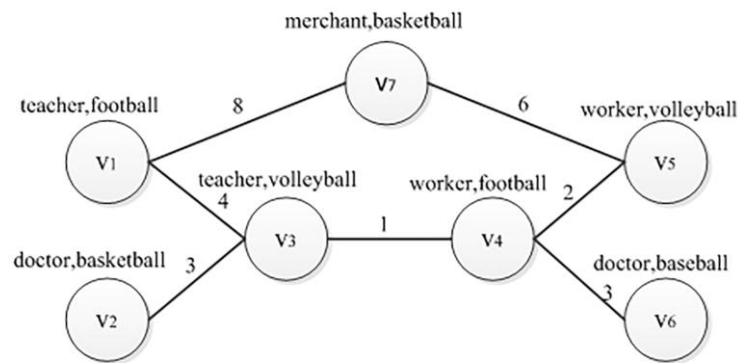 merchant,basketball
V7
teacher,football
8
6
worker,volleyball
V1
V5
teacher,volleyball
worker,football
4
2
V3
1
V4
doctor,basketball
3
doctor,baseball
3
V2
V6